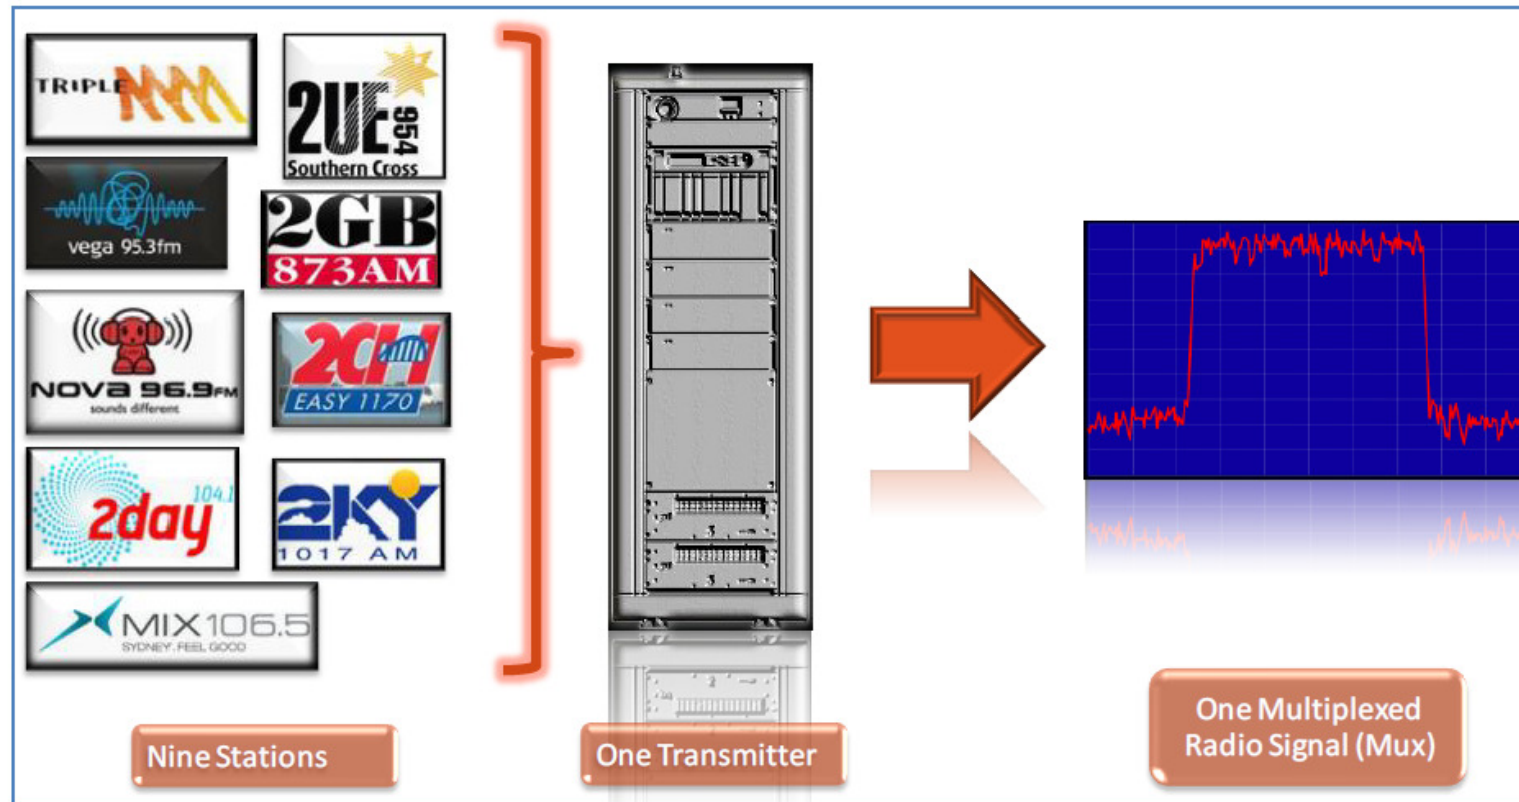 TRIPLE
2UE
954
Southern Cross
vega 95.3fm
2GB
873AM
NOVa 96.9FM
sounds different
2CH
EASY 1170
2day
104.1
2KY
1017 AM
MIX106.5
SYDNEY. FEEL GOOD
Nine Stations
One Transmitter
One Multiplexed
Radio Signal (Mux)